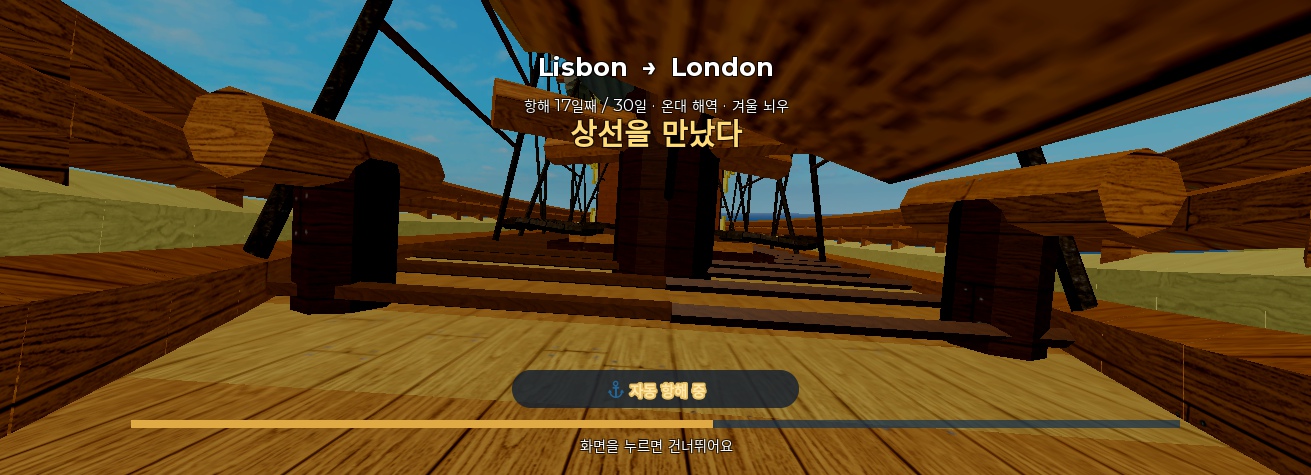 Lisbon → London
항해 17일째 / 30일 · 온대 해역 · 겨울 뇌우
상선을 만났다
⚓ 자동 항해 중
화면을 누르면 건너뛰어요